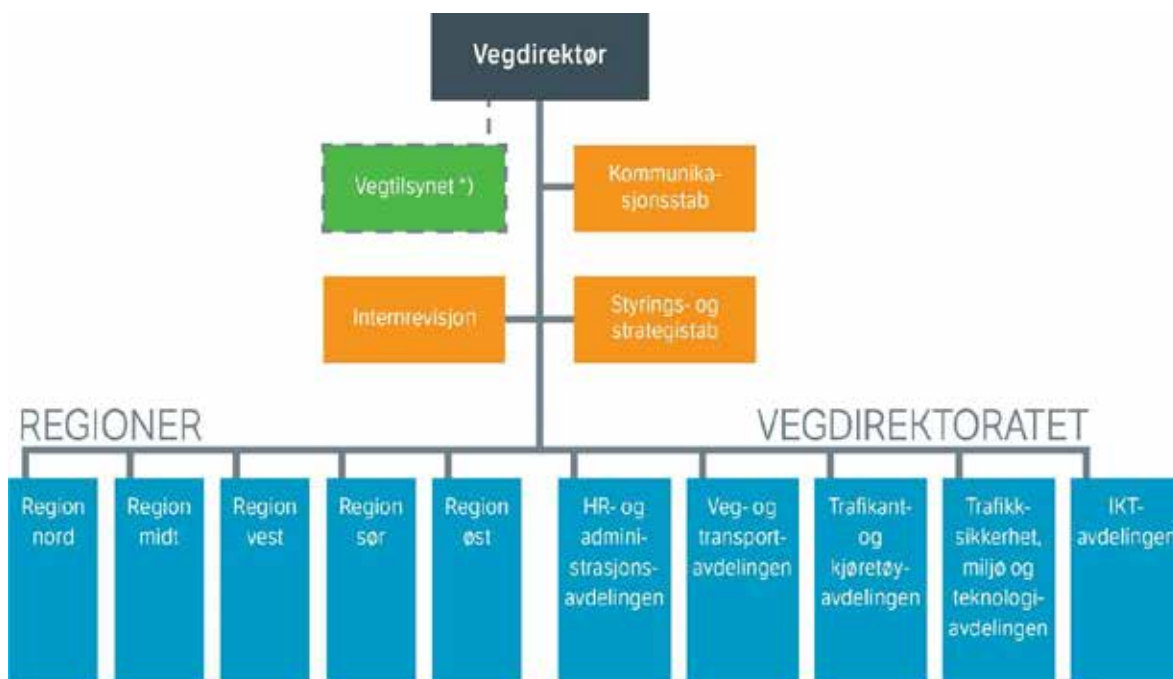 Vegdirektør
Vegtilsynet *)
Kommunika-
sjonsstab
Internrevisjon
Styrings- og
strategistab
REGIONER
VEGDIREKTORATET
Region
nord
Region
midt
Region
vest
Region
sør
Region
øst
HR- og
admini-
strasjons-
avdelingen
Veg- og
transport-
avdelingen
Trafikant-
og
kjøretøy-
avdelingen
Trafikk-
sikkerhet,
miljø og
teknologi-
avdelingen
IKT-
avdelingen